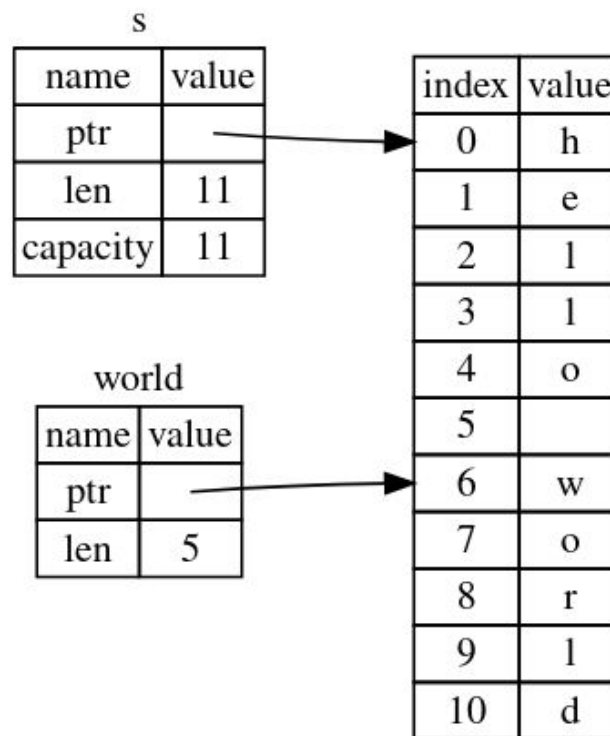 s
name value
ptr
len 11
capacity 11
world
name value
ptr
len 5
index value
0 h
1 e
2 l
3 l
4 o
5
6 w
7 o
8 r
9 l
10 d